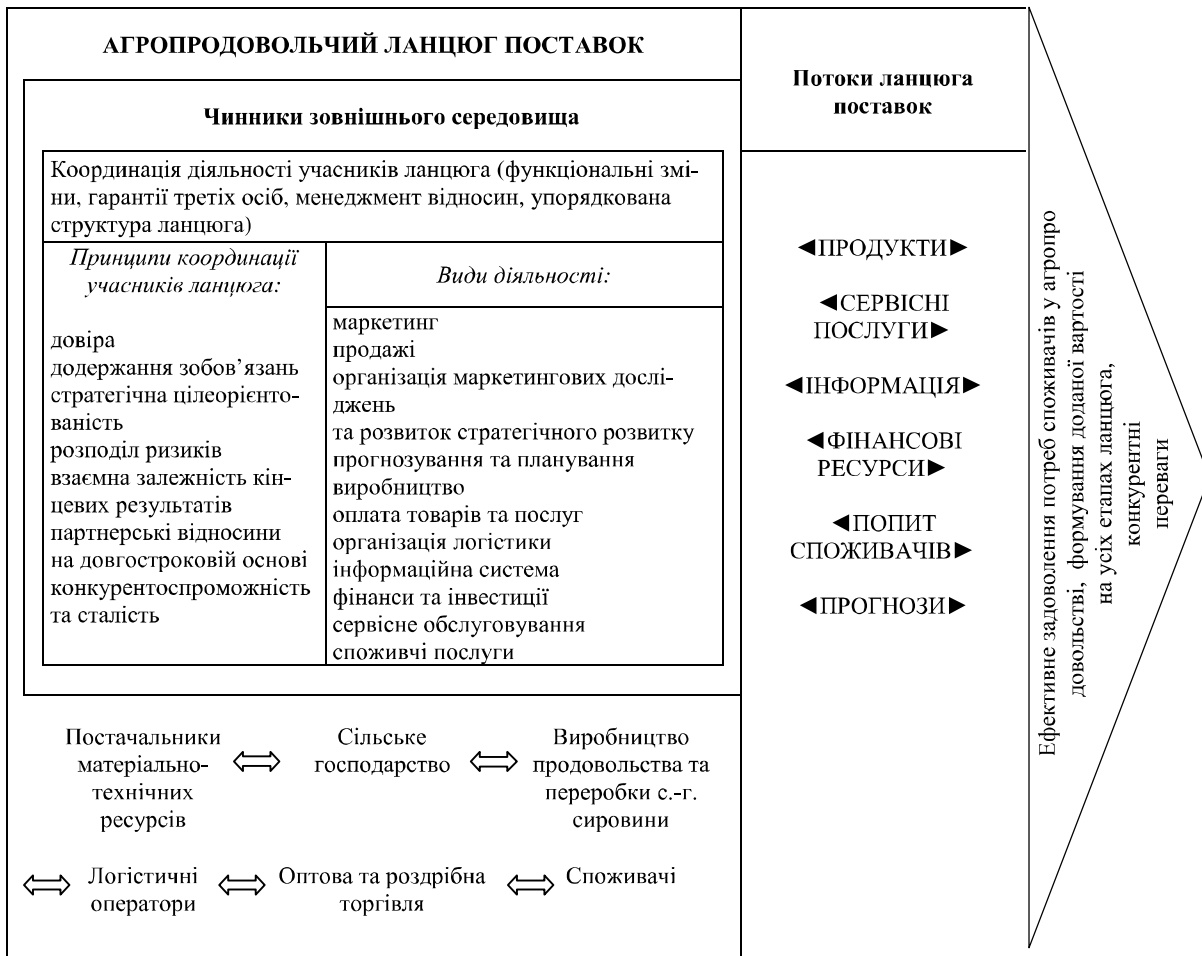 АГРОПРОДОВОЛЬЧИЙ ЛАНЦЮГ ПОСТАВОК
Чинники зовнішнього середовища
Координація діяльності учасників ланцюга (функціональні змі-
ни, гарантії третіх осіб, менеджмент відносин, упорядкована
структура ланцюга)
Принципи координації
учасників ланцюга:
довіра
додержання зобов’язань
стратегічна цілеорієнто-
ваність
розподіл ризиків
взаємна залежність кін-
цевих результатів
партнерські відносини
на довгостроковій основі
конкурентоспроможність
та сталість
Види діяльності:
маркетинг
продажі
організація маркетингових дослі-
джень
та розвиток стратегічного розвитку
прогнозування та планування
виробництво
оплата товарів та послуг
організація логістики
інформаційна система
фінанси та інвестиції
сервісне обслуговування
споживчі послуги
Постачальники
матеріально-
технічних
ресурсів
Сільське
господарство
Виробництво
продовольства та
переробки с.-г.
сировини
Логістичні
оператори
Оптова та роздрібна
торгівля
Споживачі
Потоки ланцюга
поставок
◄ПРОДУКТИ►
◄СЕРВІСНІ
ПОСЛУГИ►
◄ІНФОРМАЦІЯ►
◄ФІНАНСОВІ
РЕСУРСИ►
◄ПОПИТ
СПОЖИВАЧІВ►
◄ПРОГНОЗИ►
Ефективне задоволення потреб споживачів у агропро
довольстві, формування доданої вартості
на усіх етапах ланцюга,
конкурентні
переваги